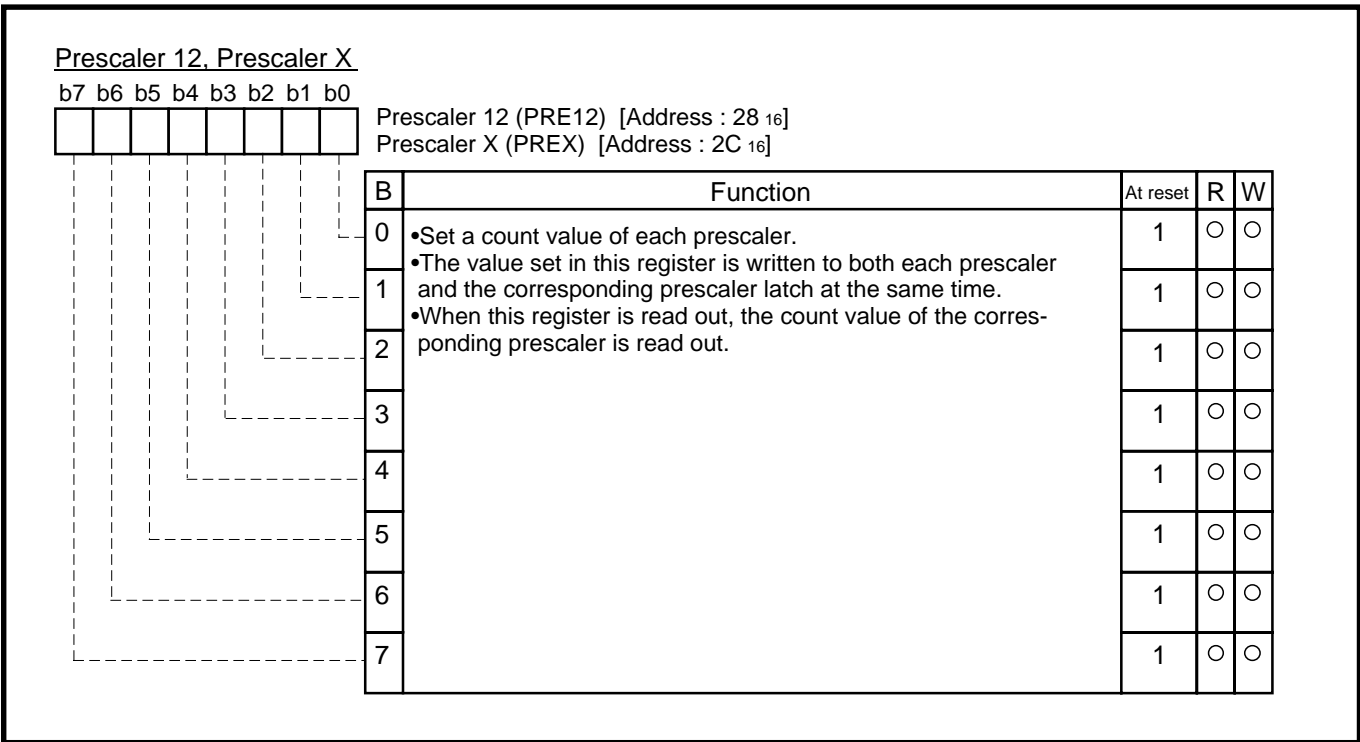 Prescaler 12, Prescaler X
b7 b6 b5 b4 b3 b2 b1 b0
Prescaler 12 (PRE12) [Address : 28 16]
Prescaler X (PREX) [Address : 2C 16]
B Function At reset R W
0 •Set a count value of each prescaler. 1 ○ ○
•The value set in this register is written to both each prescaler
1 and the corresponding prescaler latch at the same time. 1 ○ ○
•When this register is read out, the count value of the corres-
2 ponding prescaler is read out. 1 ○ ○
3 1 ○ ○
4 1 ○ ○
5 1 ○ ○
6 1 ○ ○
7 1 ○ ○